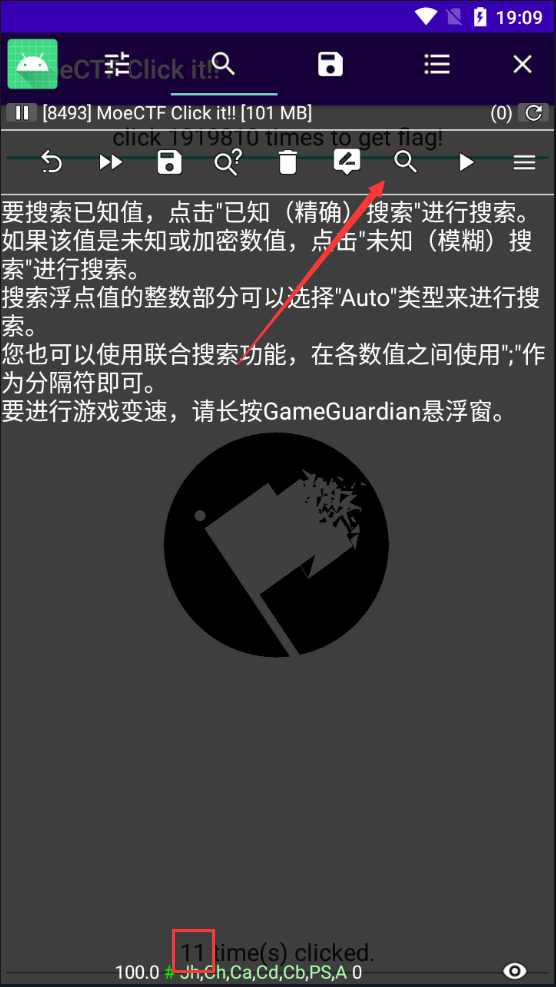 19:09
MoeCTF Click it!!
[8493] MoeCTF Click it!! [101 MB]
(0)
click 1919810 times to get flag!
要搜索已知值，点击"已知（精确）搜索"进行搜索。
如果该值是未知或加密数值，点击"未知（模糊）搜
索"进行搜索。
搜索浮点值的整数部分可以选择"Auto"类型来进行搜
索。
您也可以使用联合搜索功能，在各数值之间使用";"作
为分隔符即可。
要进行游戏变速，请长按GameGuardian悬浮窗。
11 time(s) clicked.
100.0 # Jh,Ch,Ca,Cd,Cb,PS,A 0